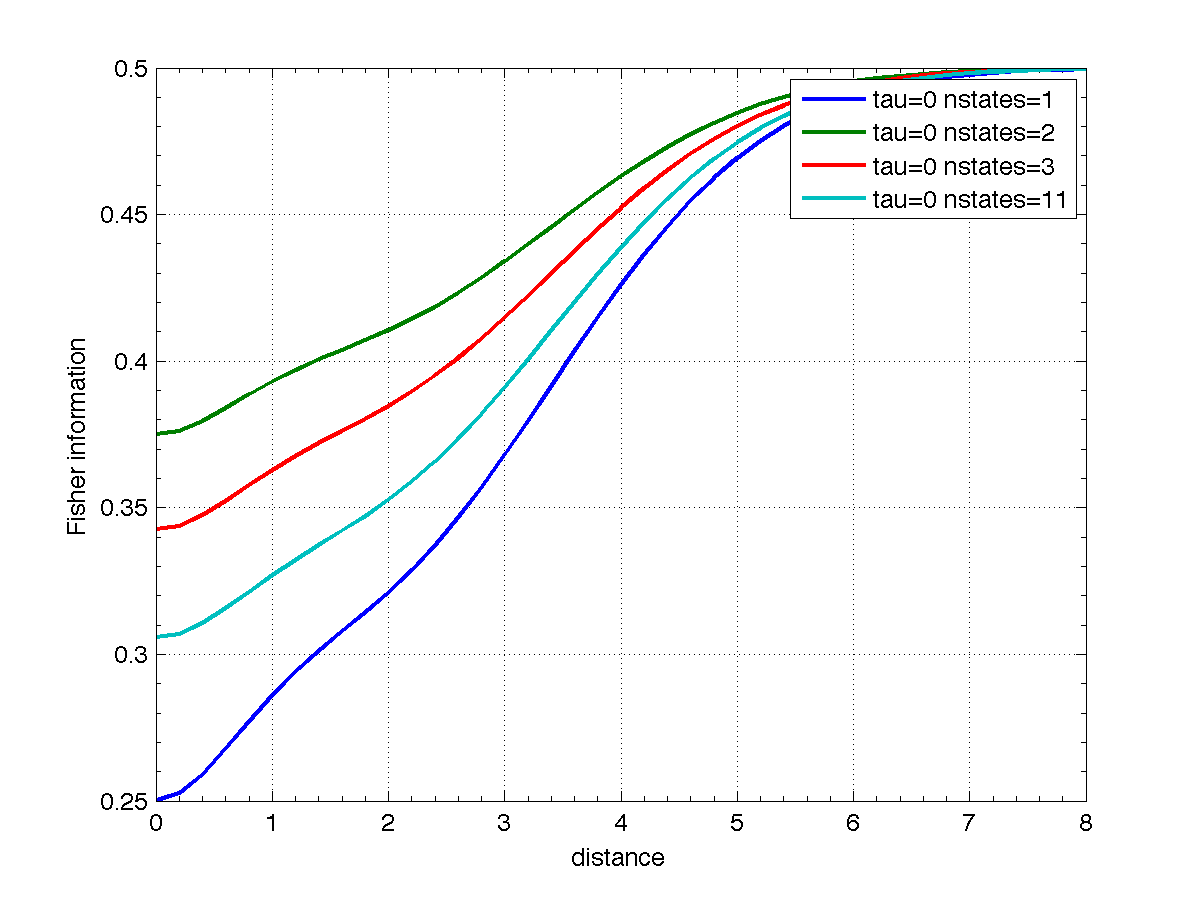 0.5
0.45
0.4
0.35
0.3
0.25
Fisher information
tau=0 nstates=1
tau=0 nstates=2
tau=0 nstates=3
tau=0 nstates=11
0 1 2 3 4 5 6 7 8
distance